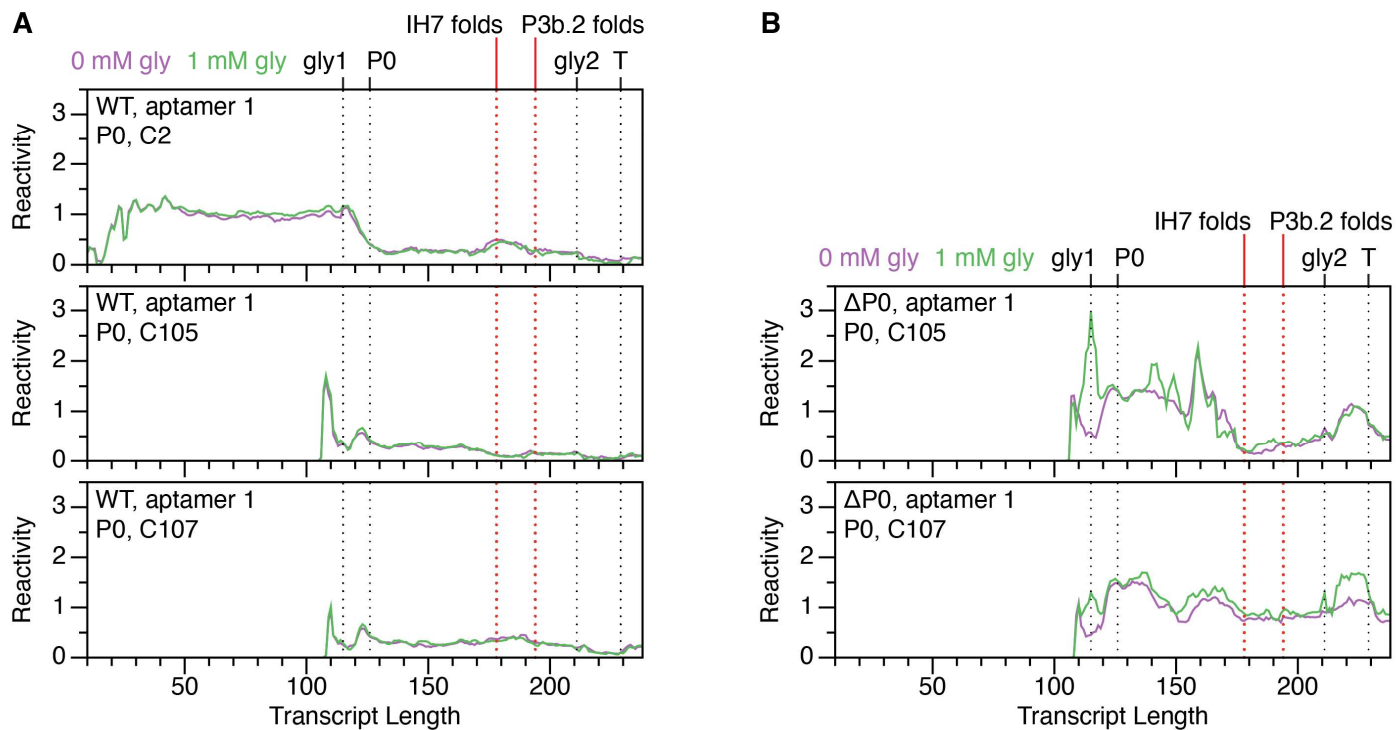 A
IH7 folds P3b.2 folds
0 mM gly 1 mM gly gly1 P0 gly2 T
WT, aptamer 1
P0, C2
Reactivity
3
2
1
0
WT, aptamer 1
P0, C105
Reactivity
3
2
1
0
WT, aptamer 1
P0, C107
Reactivity
3
2
1
0
50 100 150 200
Transcript Length
B
IH7 folds P3b.2 folds
0 mM gly 1 mM gly gly1 P0 gly2 T
ΔP0, aptamer 1
P0, C105
Reactivity
3
2
1
0
ΔP0, aptamer 1
P0, C107
Reactivity
3
2
1
0
50 100 150 200
Transcript Length